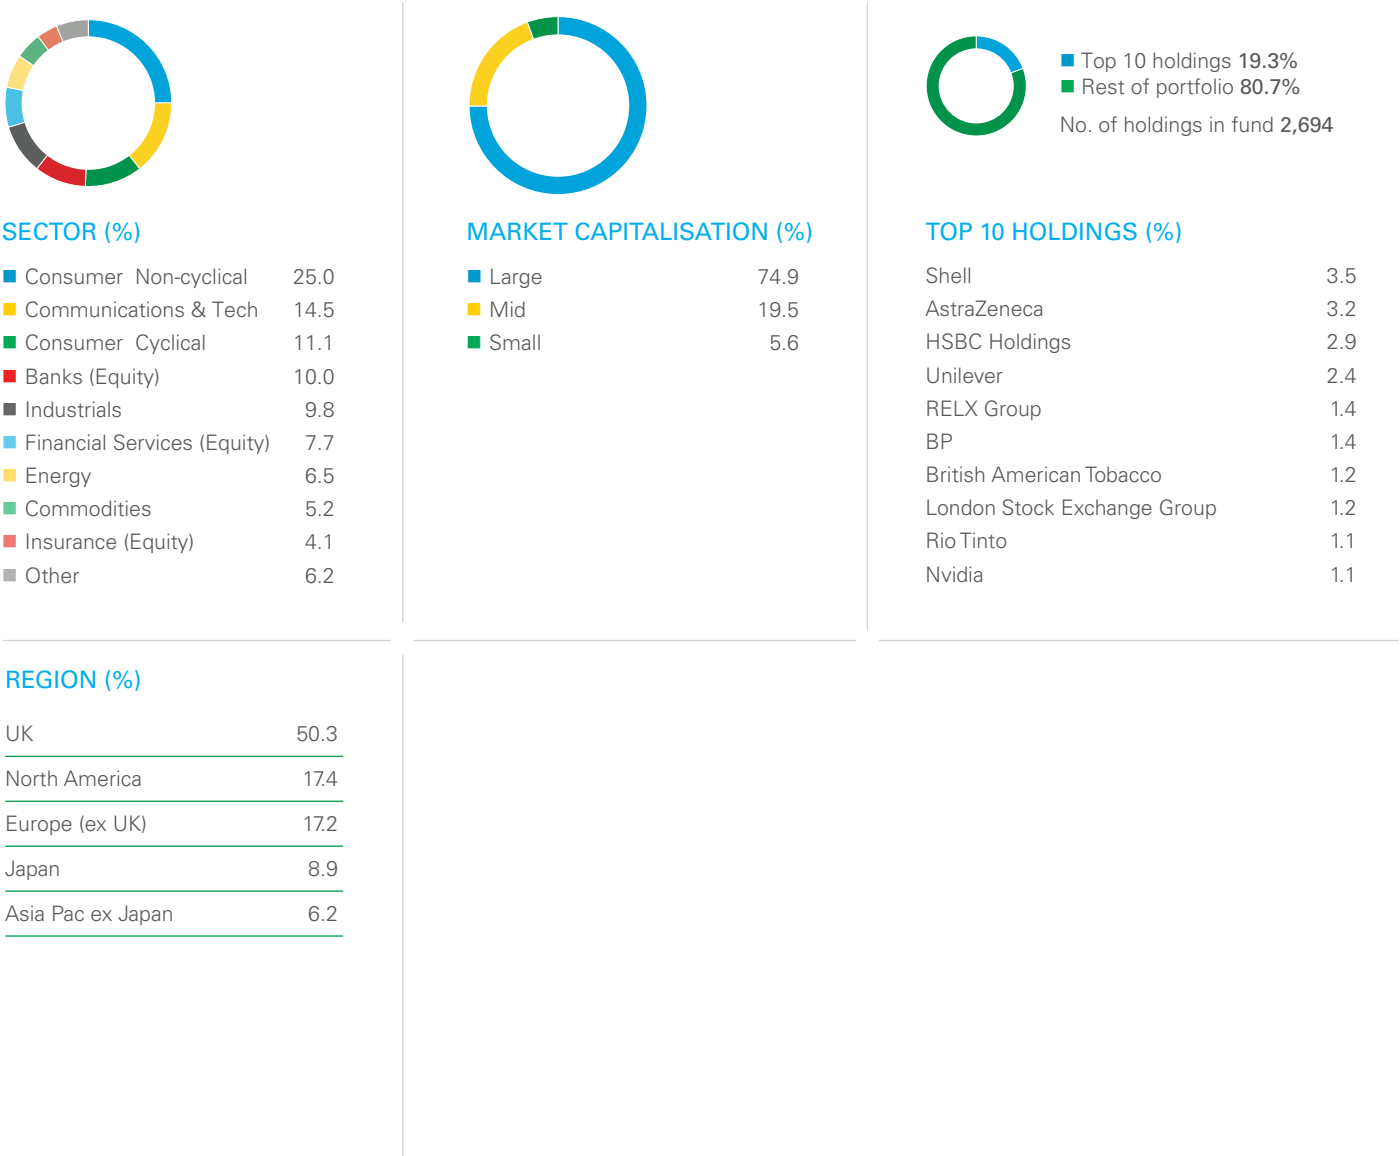 SECTOR (%)
Consumer Non-cyclical 25.0
Communications & Tech 14.5
Consumer Cyclical 11.1
Banks (Equity) 10.0
Industrials 9.8
Financial Services (Equity) 7.7
Energy 6.5
Commodities 5.2
Insurance (Equity) 4.1
Other 6.2
MARKET CAPITALISATION (%)
Large 74.9
Mid 19.5
Small 5.6
Top 10 holdings 19.3%
Rest of portfolio 80.7%
No. of holdings in fund 2,694
TOP 10 HOLDINGS (%)
Shell 3.5
AstraZeneca 3.2
HSBC Holdings 2.9
Unilever 2.4
RELX Group 1.4
BP 1.4
British American Tobacco 1.2
London Stock Exchange Group 1.2
Rio Tinto 1.1
Nvidia 1.1
REGION (%)
UK 50.3
North America 17.4
Europe (ex UK) 17.2
Japan 8.9
Asia Pac ex Japan 6.2